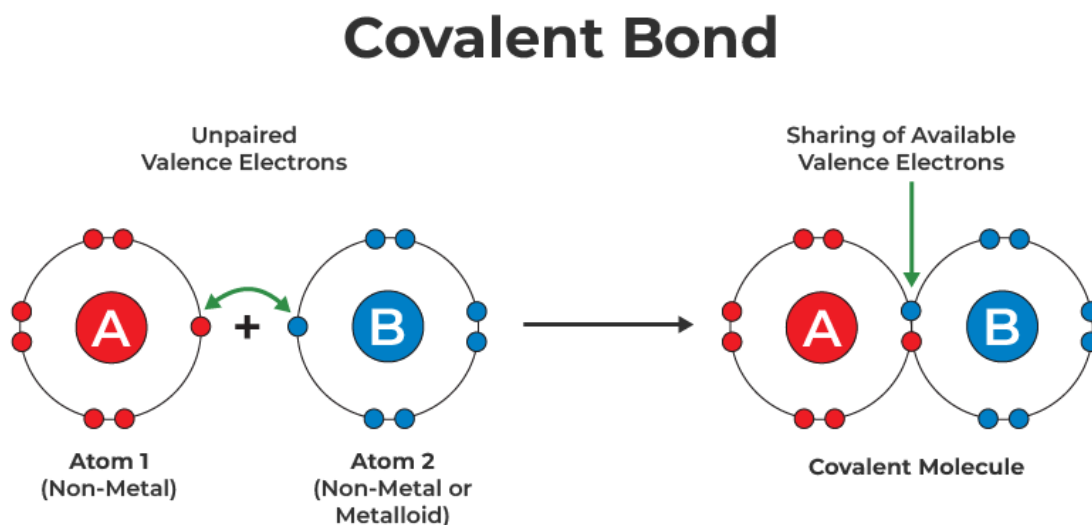 Covalent Bond
Unpaired
Valence Electrons
Sharing of Available
Valence Electrons
A
+
B
A
B
Atom 1
(Non-Metal)
Atom 2
(Non-Metal or
Metalloid)
Covalent Molecule